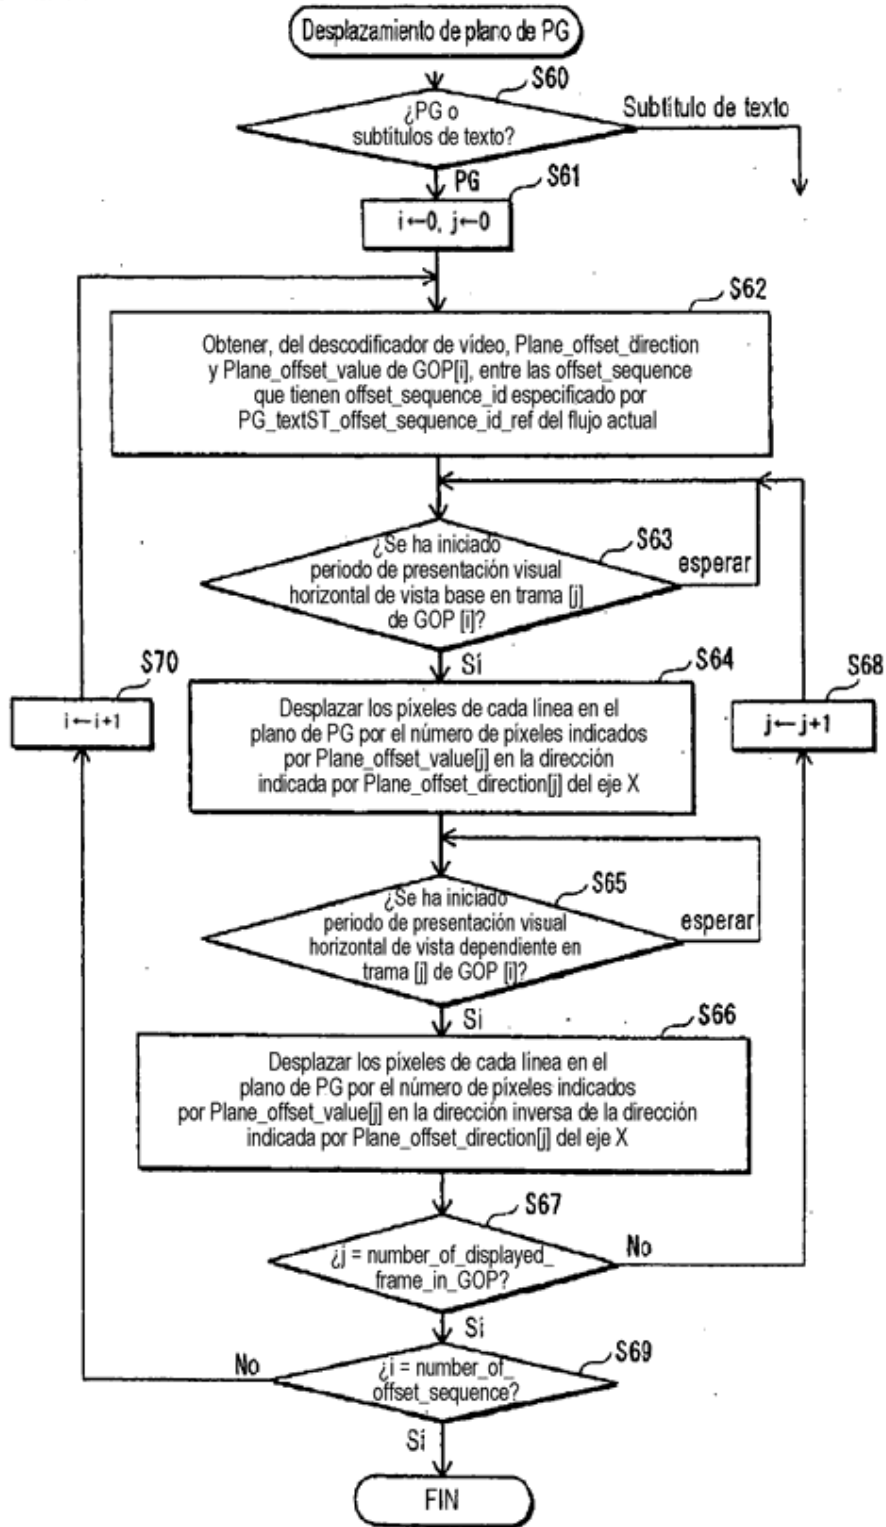 Desplazamiento de plano de PG
S60
¿PG o
subtítulos de texto?
Subtítulo de texto
PG
S61
i←0, j←0
S62
Obtener, del descodificador de vídeo, Plane_offset_direction
y Plane_offset_value de GOP[i], entre las offset_sequence
que tienen offset_sequence_id especificado por
PG_textST_offset_sequence_id_ref del flujo actual
S63
¿Se ha iniciado
periodo de presentación visual
horizontal de vista base en trama [j]
de GOP [i]?
esperar
Sí
S64
Desplazar los píxeles de cada línea en el
plano de PG por el número de píxeles indicados
por Plane_offset_value[j] en la dirección
indicada por Plane_offset_direction[j] del eje X
S70
i←i+1
S68
j←j+1
S65
¿Se ha iniciado
periodo de presentación visual
horizontal de vista dependiente en
trama [j] de GOP [i]?
esperar
Si
S66
Desplazar los píxeles de cada línea en el
plano de PG por el número de píxeles indicados
por Plane_offset_value[j] en la dirección inversa de la dirección
indicada por Plane_offset_direction[j] del eje X
S67
¿j = number_of_displayed_
frame_in_GOP?
No
Sí
S69
¿i = number_of_
offset_sequence?
No
Sí
FIN